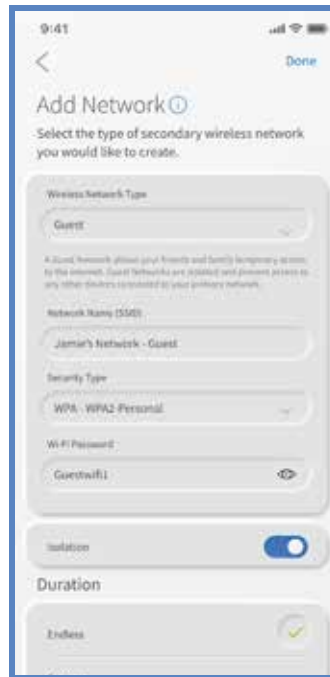 9:41
Done
Add Network
Select the type of secondary wireless network
you would like to create.
Wireless Network Type
Guest
A Guest Network allows your friends and family temporary access
to the internet. Guest Networks are isolated and prevent access to
any other devices connected to your primary network.
Network Name (SSID)
Jamie's Network - Guest
Security Type
WPA - WPA2-Personal
Wi-Fi Password
Guestwifi1
Isolation
Duration
Endless